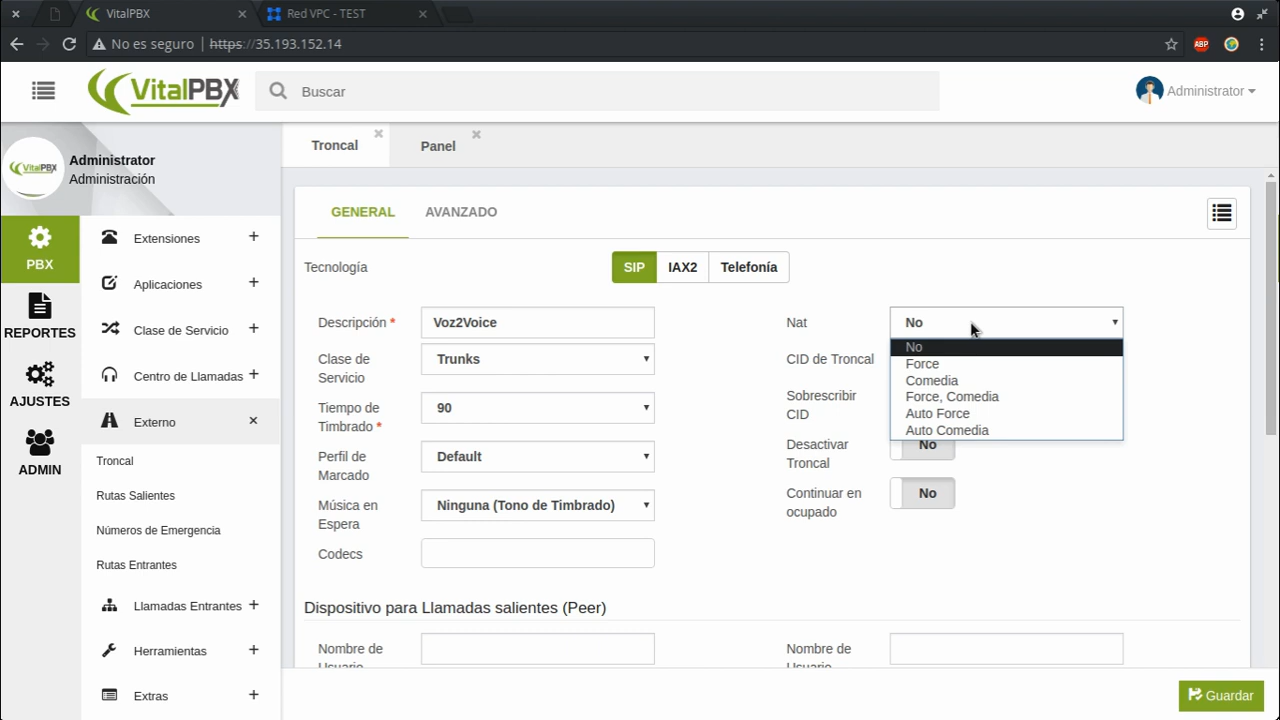 VitalPBX
Red VPC - TEST
No es seguro
https://35.193.152.14
ABP
VitalPBX
Buscar
Administrator
VitalPBX
Administrator
Administración
Troncal
Panel
PBX
REPORTES
AJUSTES
ADMIN
Extensiones
Aplicaciones
Clase de Servicio
Centro de Llamadas
Externo
Troncal
Rutas Salientes
Números de Emergencia
Rutas Entrantes
Llamadas Entrantes
Herramientas
Extras
GENERAL
AVANZADO
Tecnología
SIP
IAX2
Telefonía
Descripción *
Voz2Voice
Clase de
Servicio
Trunks
Tiempo de
Timbrado *
90
Perfil de
Marcado
Default
Música en
Espera
Ninguna (Tono de Timbrado)
Codecs
Nat
No
No
Force
Comedia
Force, Comedia
Auto Force
Auto Comedia
CID de Troncal
Sobrescribir
CID
Desactivar
Troncal
No
Continuar en
ocupado
No
Dispositivo para Llamadas salientes (Peer)
Nombre de
Usuario
Nombre de
Usuario
Guardar